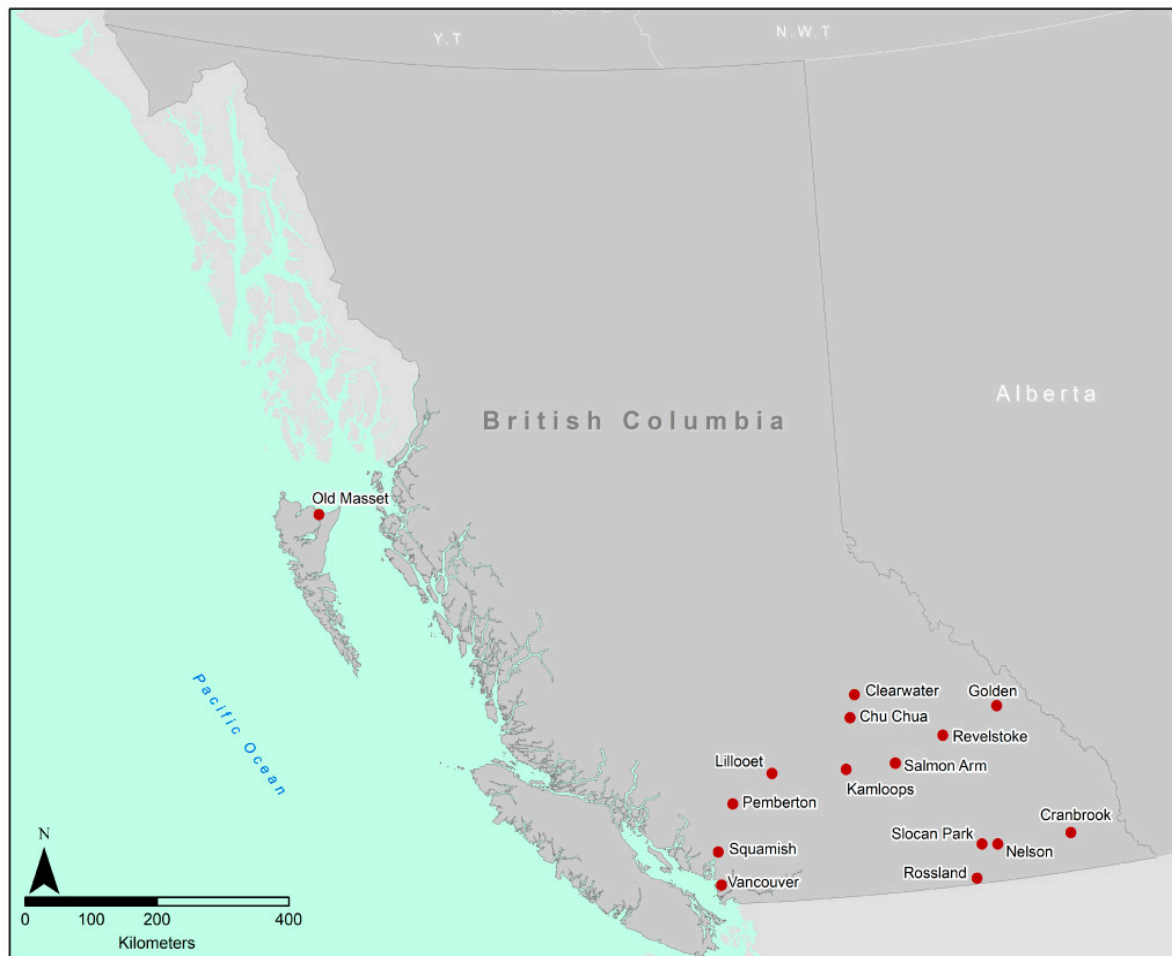 Y.T
N.W.T
Alberta
British Columbia
Old Masset
Pacific Ocean
Clearwater
Golden
Chu Chua
Revelstoke
Lillooet
Salmon Arm
Kamloops
Pemberton
Cranbrook
Slocan Park
Squamish
Nelson
Rossland
Vancouver
N
0 100 200 400
Kilometers